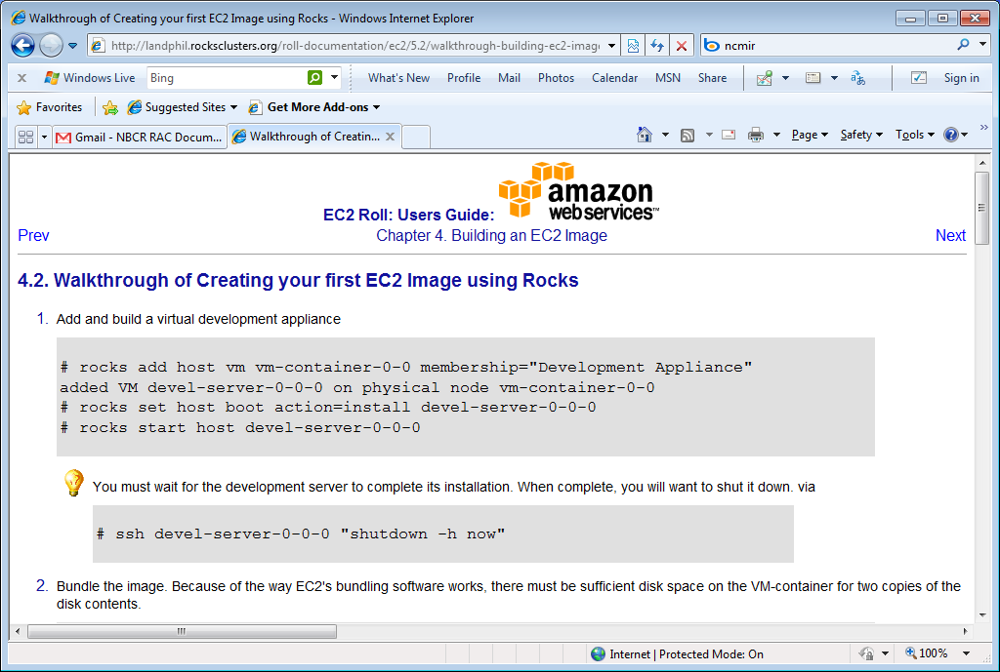 Walkthrough of Creating your first EC2 Image using Rocks - Windows Internet Explorer
http://landphil.rocksclusters.org/roll-documentation/ec2/5.2/walkthrough-building-ec2-imag
ncmir
Windows Live
Bing
What's New
Profile
Mail
Photos
Calendar
MSN
Share
Sign in
Favorites
Suggested Sites
Get More Add-ons
Gmail - NBCR RAC Docum...
Walkthrough of Creatin...
Page
Safety
Tools
EC2 Roll: Users Guide:
amazon
web services™
Prev
Chapter 4. Building an EC2 Image
Next
4.2. Walkthrough of Creating your first EC2 Image using Rocks
1. Add and build a virtual development appliance
# rocks add host vm vm-container-0-0 membership="Development Appliance"
added VM devel-server-0-0-0 on physical node vm-container-0-0
# rocks set host boot action=install devel-server-0-0-0
# rocks start host devel-server-0-0-0
You must wait for the development server to complete its installation. When complete, you will want to shut it down. via
# ssh devel-server-0-0-0 "shutdown -h now"
2. Bundle the image. Because of the way EC2's bundling software works, there must be sufficient disk space on the VM-container for two copies of the
disk contents.
Internet | Protected Mode: On
100%